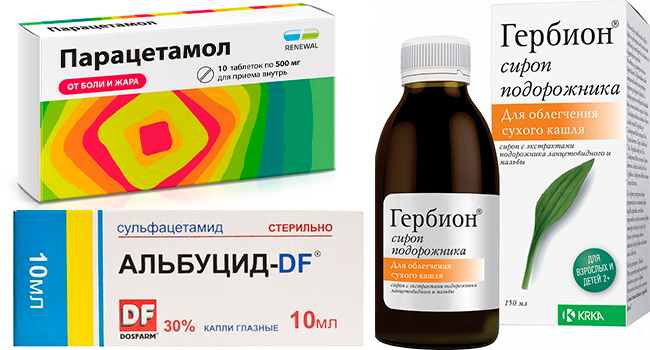 Парацетамол
ОТ БОЛИ И ЖАРА
RENEWAL
10 таблеток по 500 мг
для приема внутрь
10МЛ
сульфацетамид
СТЕРИЛЬНО
АЛЬБУЦИД-DF®
DF
DOSFARM®
30% КАПЛИ ГЛАЗНЫЕ 10мл
Гербион®
сироп
подорожника
Для облегчения
сухого кашля
сироп с экстрактами
подорожника ланцетовидного и
мальвы
Гербион®
сироп
подорожника
Для облегчения
сухого кашля
сироп с экстрактами подорожника
ланцетовидного и мальвы
ДЛЯ
ВЗРОСЛЫХ И
ДЕТЕЙ 2+
150 мл
KRKA